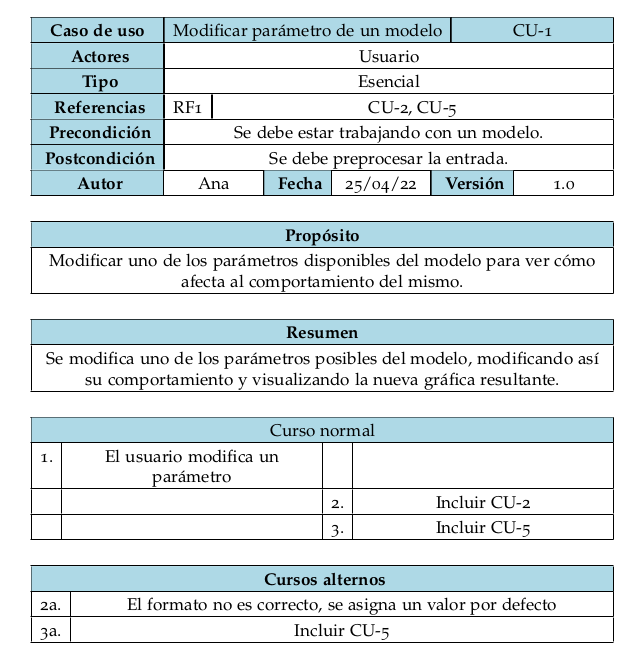 Caso de uso Modificar parámetro de un modelo CU-1
Actores Usuario
Tipo Esencial
Referencias RF1 CU-2, CU-5
Precondición Se debe estar trabajando con un modelo.
Postcondición Se debe preprocesar la entrada.
Autor Ana Fecha 25/04/22 Versión 1.0
Propósito
Modificar uno de los parámetros disponibles del modelo para ver cómo
afecta al comportamiento del mismo.
Resumen
Se modifica uno de los parámetros posibles del modelo, modificando así
su comportamiento y visualizando la nueva gráfica resultante.
Curso normal
1. El usuario modifica un
parámetro
2. Incluir CU-2
3. Incluir CU-5
Cursos alternos
2a. El formato no es correcto, se asigna un valor por defecto
3a. Incluir CU-5